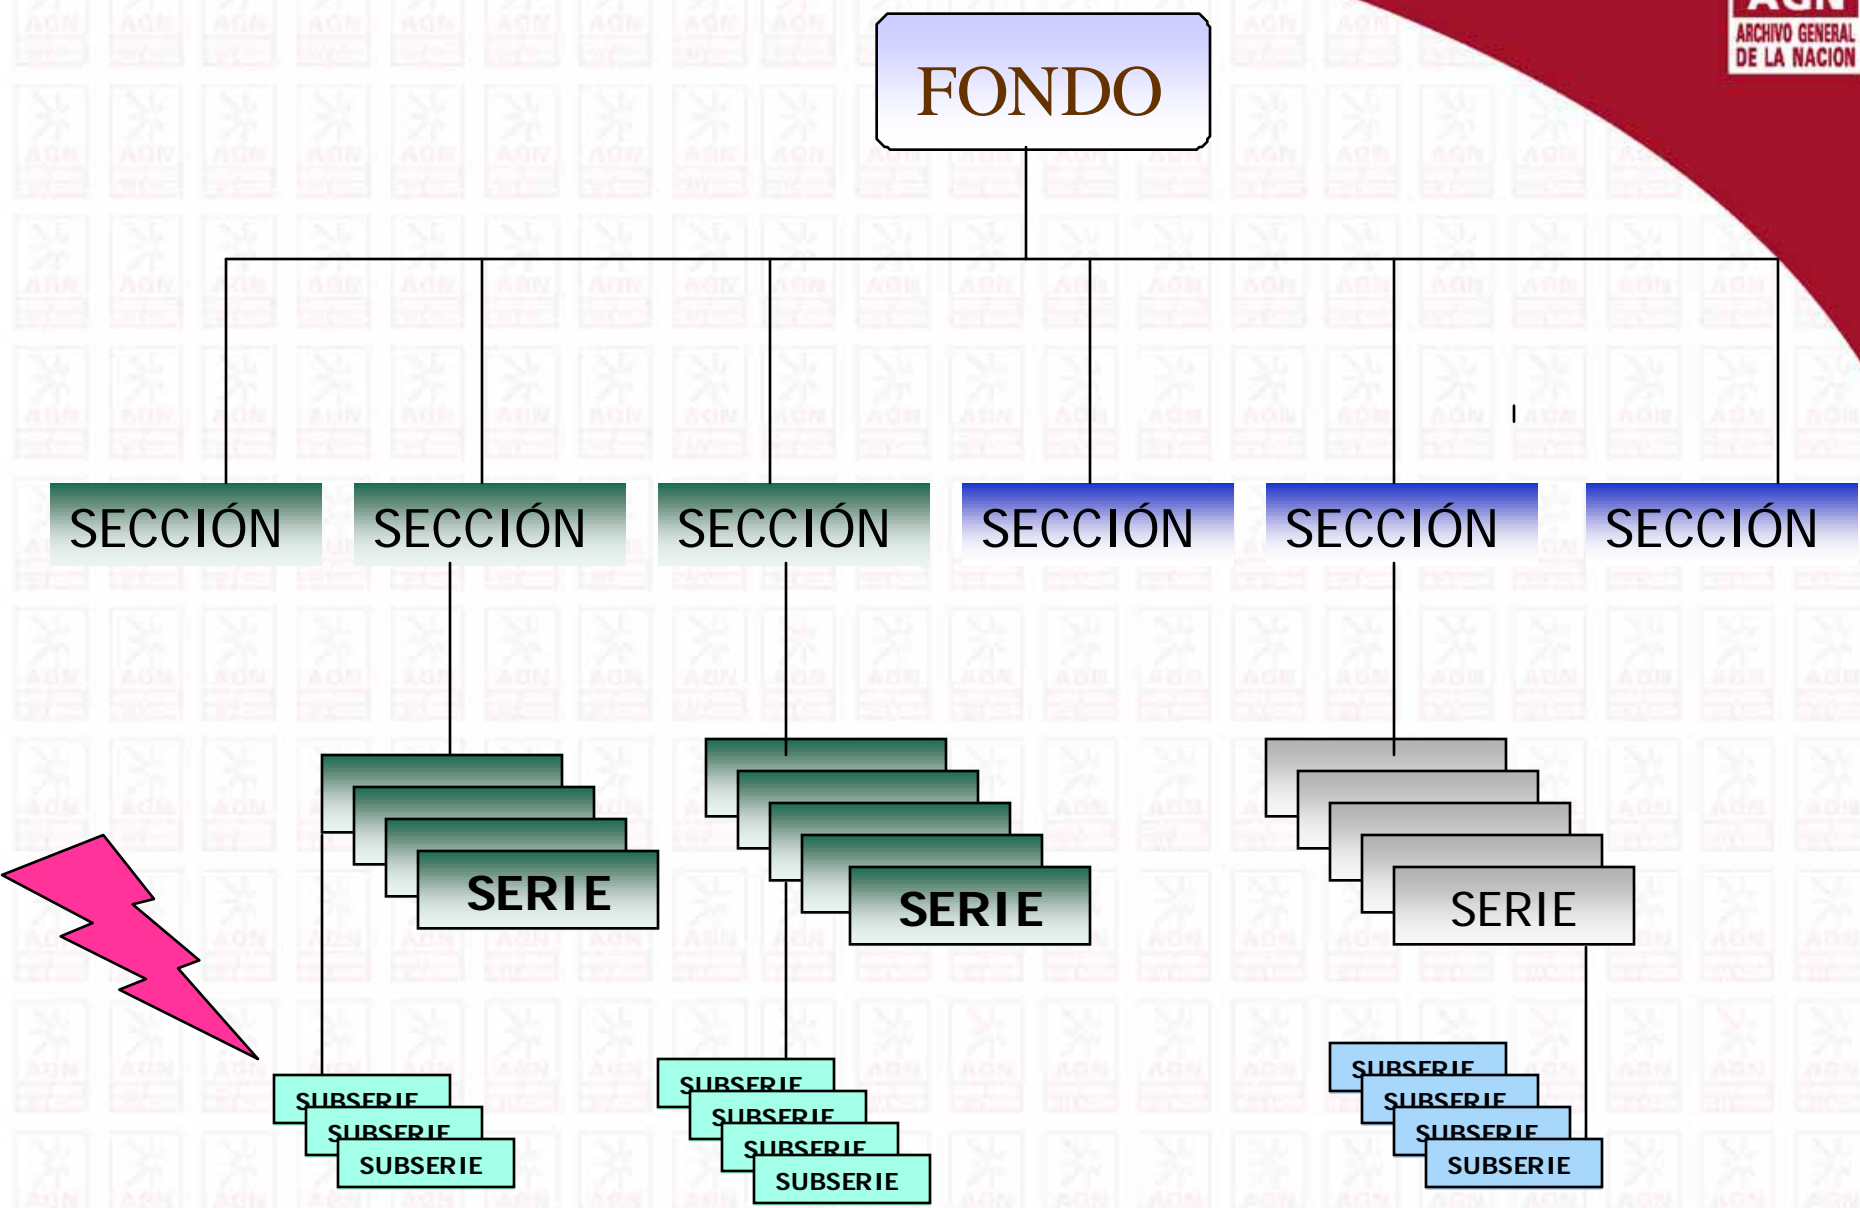 AGN
ARCHIVO GENERAL
DE LA NACION
FONDO
SECCIÓN SECCIÓN SECCIÓN SECCIÓN SECCIÓN SECCIÓN
SERIE SERIE SERIE
SUBSERIE
SUBSERIE
SUBSERIE
SUBSERIE
SUBSERIE
SUBSERIE
SUBSERIE
SUBSERIE
SUBSERIE
SUBSERIE
SUBSERIE